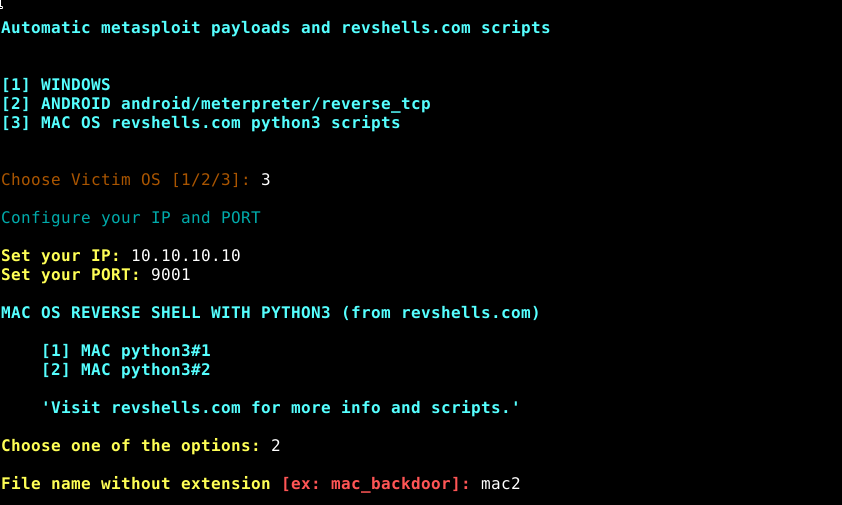 Automatic metasploit payloads and revshells.com scripts
[1] WINDOWS
[2] ANDROID android/meterpreter/reverse_tcp
[3] MAC OS revshells.com python3 scripts
Choose Victim OS [1/2/3]: 3
Configure your IP and PORT
Set your IP: 10.10.10.10
Set your PORT: 9001
MAC OS REVERSE SHELL WITH PYTHON3 (from revshells.com)
[1] MAC python3#1
[2] MAC python3#2
'Visit revshells.com for more info and scripts.'
Choose one of the options: 2
File name without extension [ex: mac_backdoor]: mac2